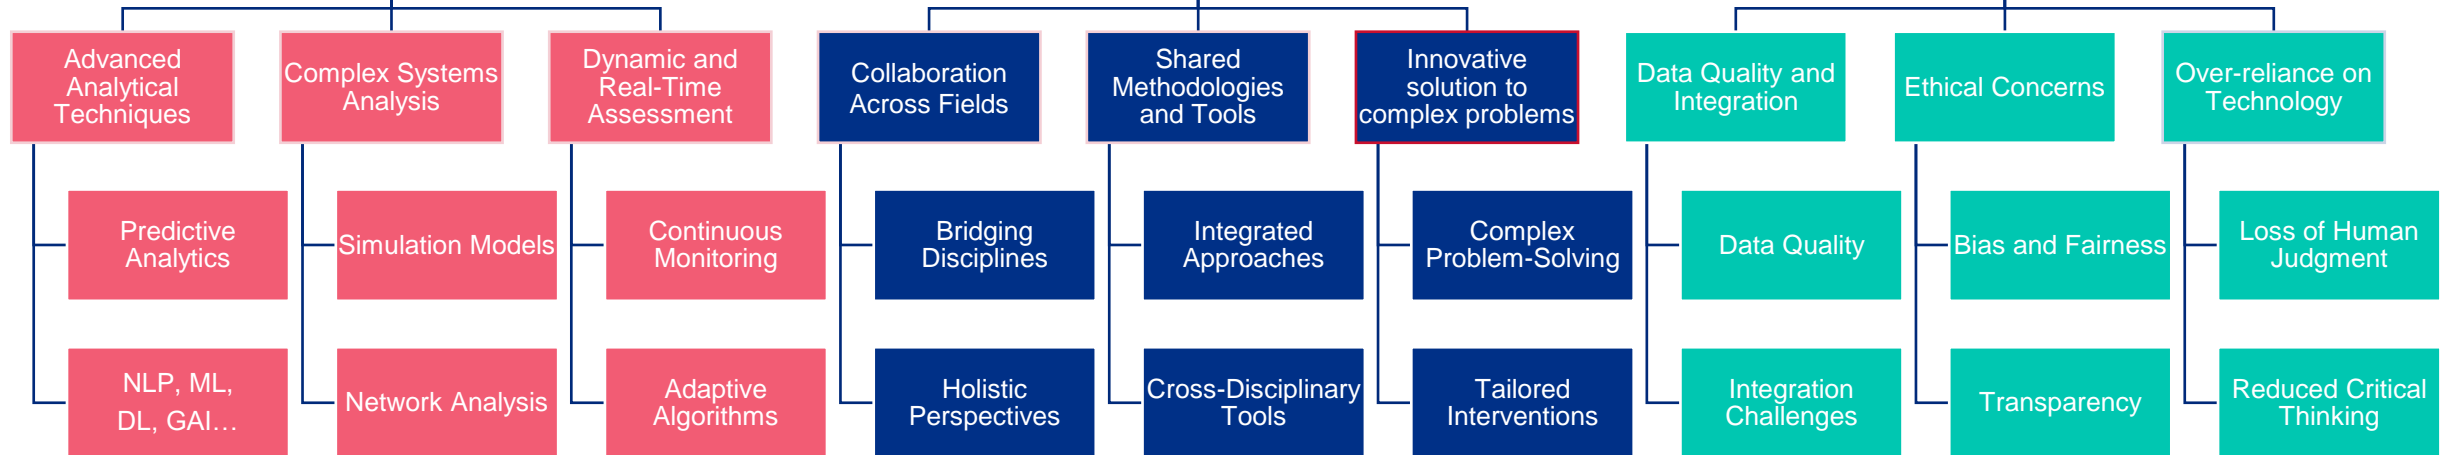 Advanced
Analytical
Techniques
Complex Systems
Analysis
Dynamic and
Real-Time
Assessment
Collaboration
Across Fields
Shared
Methodologies
and Tools
Innovative
solution to
complex problems
Data Quality and
Integration
Ethical Concerns
Over-reliance on
Technology
Predictive
Analytics
Simulation Models
Continuous
Monitoring
Bridging
Disciplines
Integrated
Approaches
Complex
Problem-Solving
Data Quality
Bias and Fairness
Loss of Human
Judgment
NLP, ML,
DL, GAI…
Network Analysis
Adaptive
Algorithms
Holistic
Perspectives
Cross-Disciplinary
Tools
Tailored
Interventions
Integration
Challenges
Transparency
Reduced Critical
Thinking